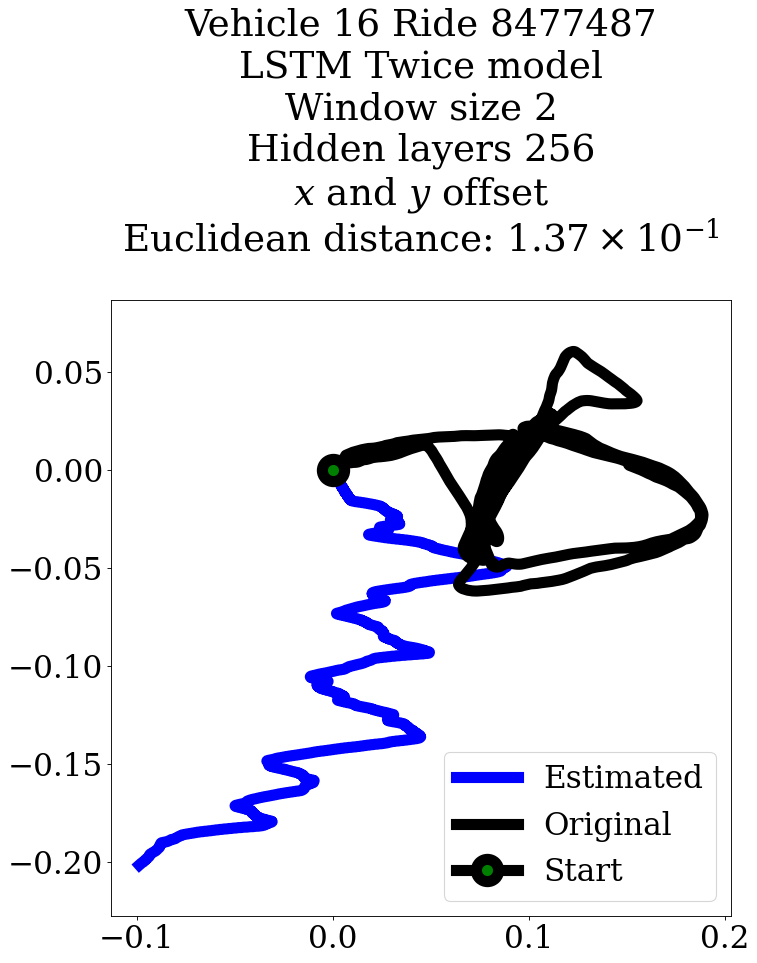 Vehicle 16 Ride 8477487
LSTM Twice model
Window size 2
Hidden layers 256
x and y offset
Euclidean distance: 1.37 × 10⁻¹
0.05
0.00
−0.05
−0.10
−0.15
−0.20
Estimated
Original
Start
−0.1
0.0
0.1
0.2